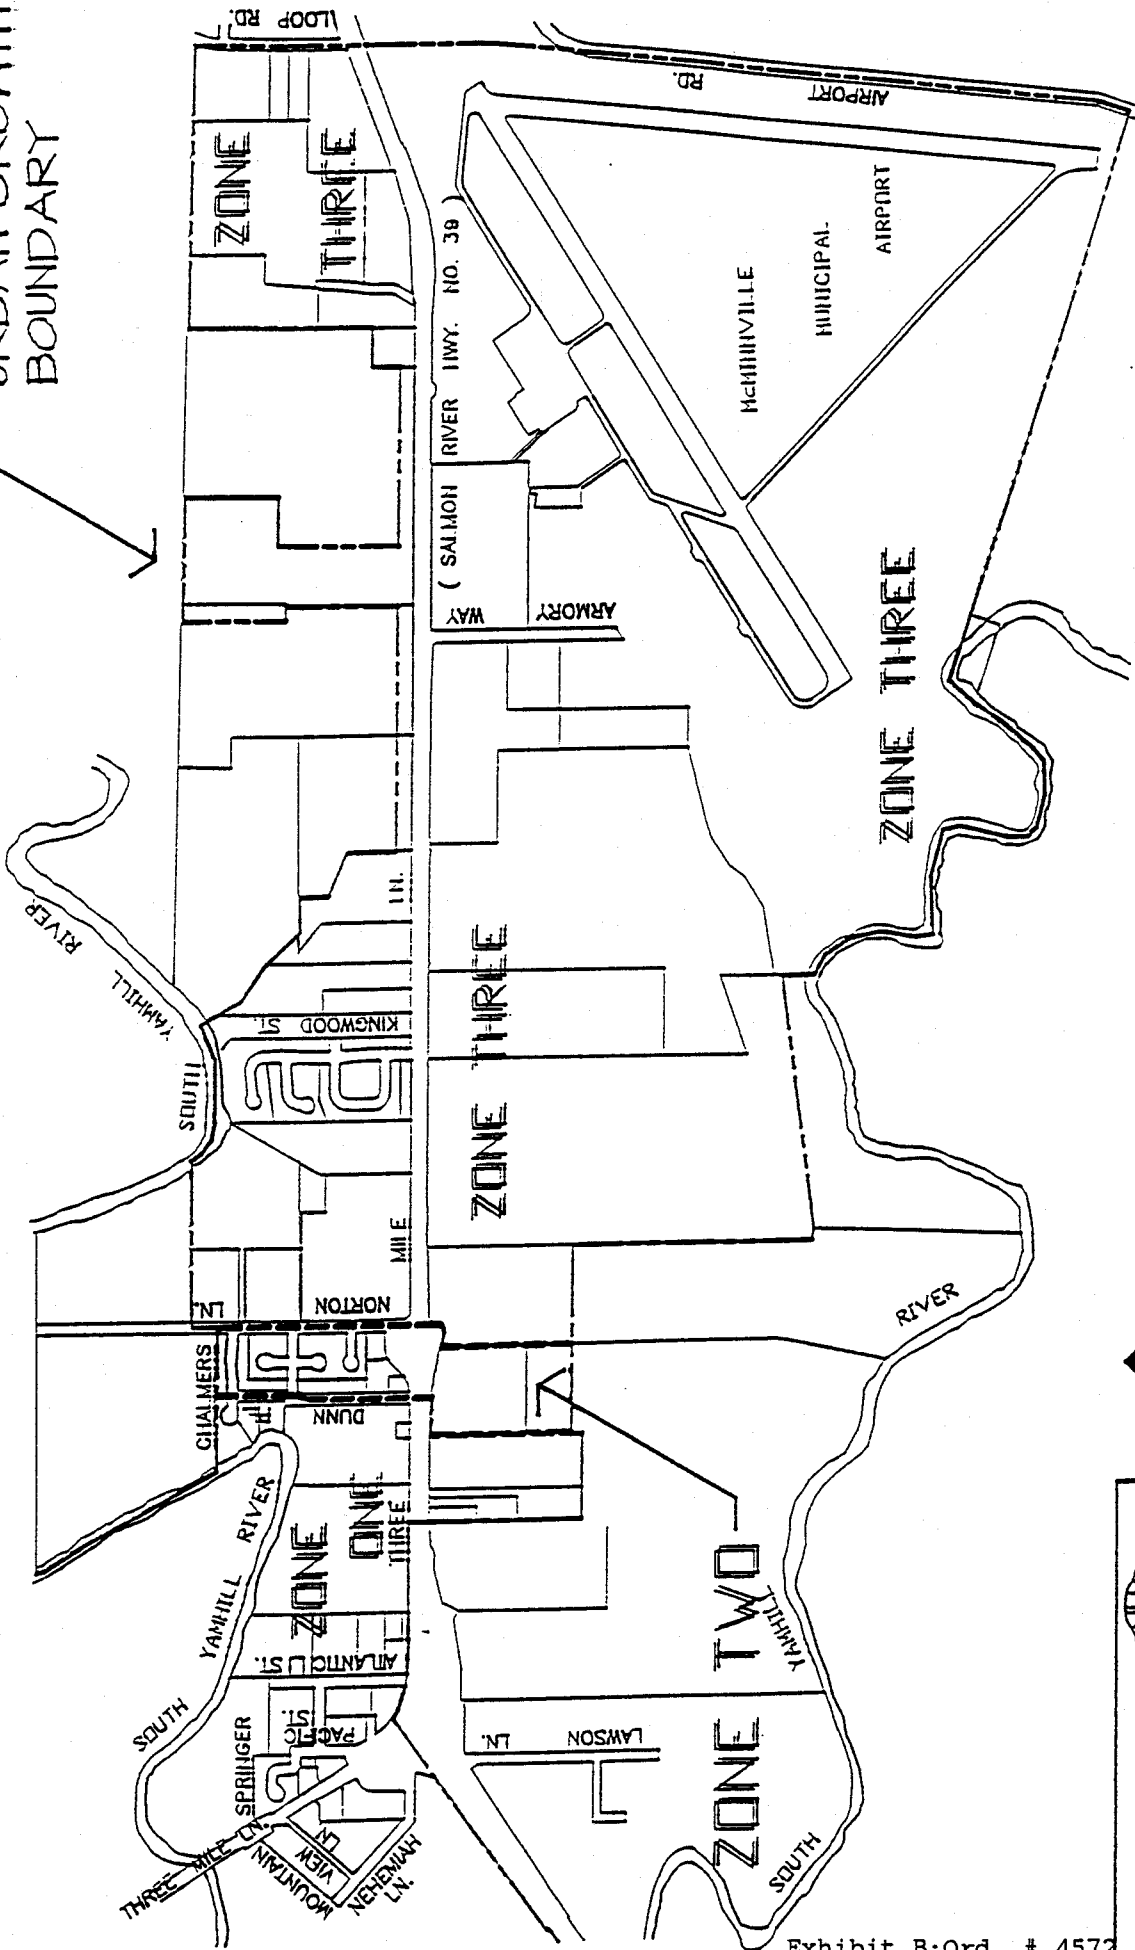 URBAN GROWTH
BOUNDARY
LOOP RD.
AIRPORT RD.
ZONE THREE
McMINNVILLE
MUNICIPAL
AIRPORT
( SALMON RIVER HWY. NO. 39 )
ARMORY WAY
ZONE THREE
SOUTH YAMHILL RIVER
KINGWOOD ST.
ZONE THREE
THREE MILE LN.
NORTON LN.
CHALMERS
DUNN
ZONE ONE
SOUTH YAMHILL RIVER
ATLANTIC ST.
PACIFIC ST.
SPRINGER
THREE MILE LN.
MOUNTAIN VIEW LN
NEHEMIAH LN.
LAWSON LN.
ZONE TWO
SOUTH YAMHILL RIVER
Exhibit B:Ord. # 4572